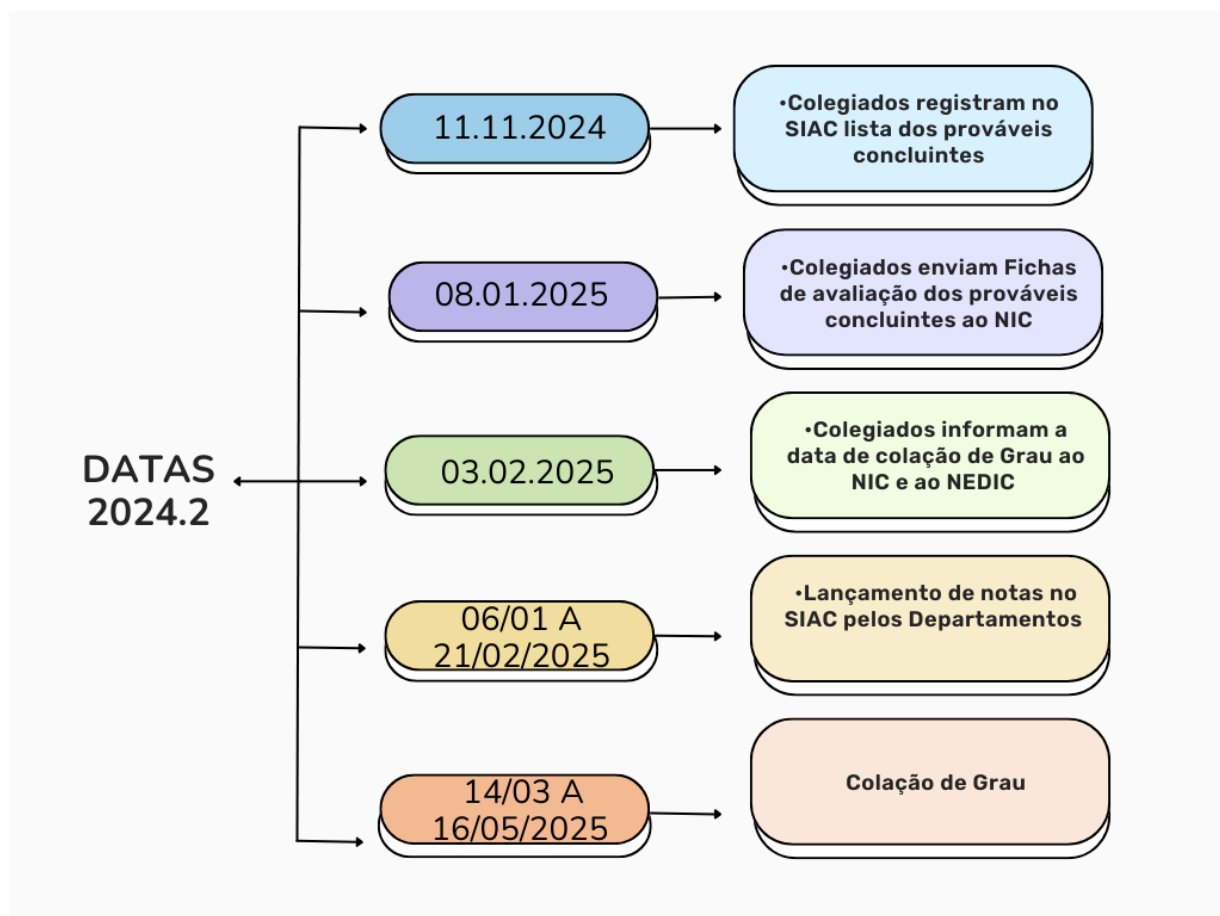 DATAS
2024.2
11.11.2024
•Colegiados registram no
SIAC lista dos prováveis
concluintes
08.01.2025
•Colegiados enviam Fichas
de avaliação dos prováveis
concluintes ao NIC
03.02.2025
•Colegiados informam a
data de colação de Grau ao
NIC e ao NEDIC
06/01 A
21/02/2025
•Lançamento de notas no
SIAC pelos Departamentos
14/03 A
16/05/2025
Colação de Grau